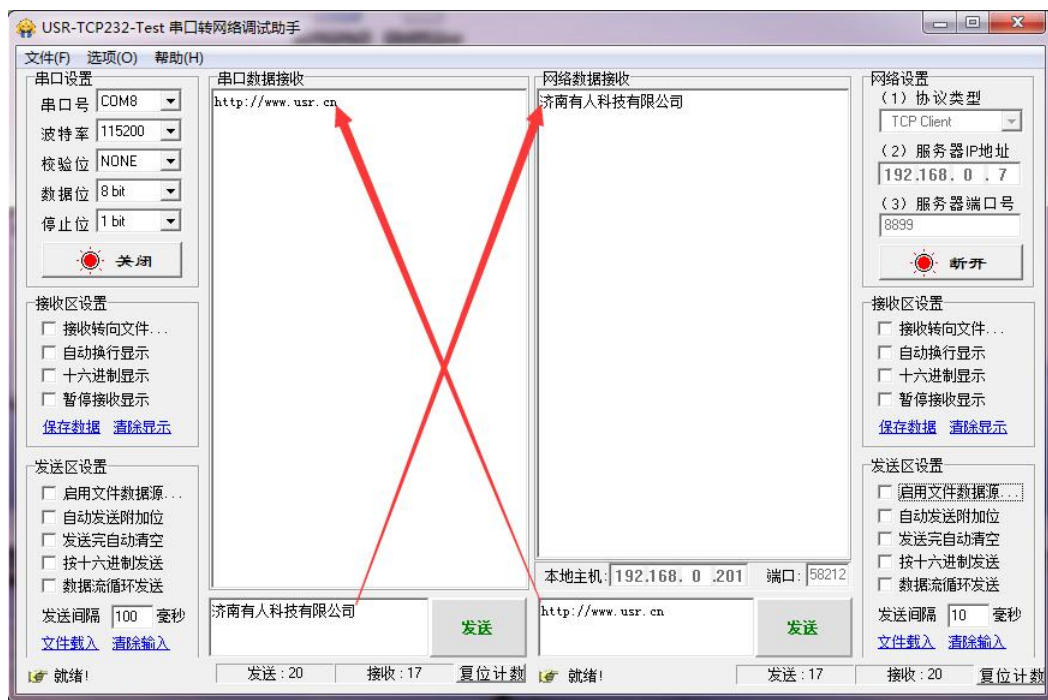 USR-TCP232-Test 串口转网络调试助手
文件(F) 选项(O) 帮助(H)
串口设置
串口号 COM8
波特率 115200
校验位 NONE
数据位 8 bit
停止位 1 bit
关闭
接收区设置
接收转向文件...
自动换行显示
十六进制显示
暂停接收显示
保存数据 清除显示
发送区设置
启用文件数据源...
自动发送附加位
发送完自动清空
按十六进制发送
数据流循环发送
发送间隔 100 毫秒
文件载入 清除输入
就绪!
串口数据接收
http://www.usr.cn
济南有人科技有限公司
发送
发送:20 接收:17 复位计数
网络数据接收
济南有人科技有限公司
本地主机: 192.168. 0 .201 端口: 58212
http://www.usr.cn
发送
就绪! 发送:17 接收:20 复位计数
网络设置
(1) 协议类型
TCP Client
(2) 服务器IP地址
192.168. 0 . 7
(3) 服务器端口号
8899
断开
接收区设置
接收转向文件...
自动换行显示
十六进制显示
暂停接收显示
保存数据 清除显示
发送区设置
启用文件数据源...
自动发送附加位
发送完自动清空
按十六进制发送
数据流循环发送
发送间隔 10 毫秒
文件载入 清除输入